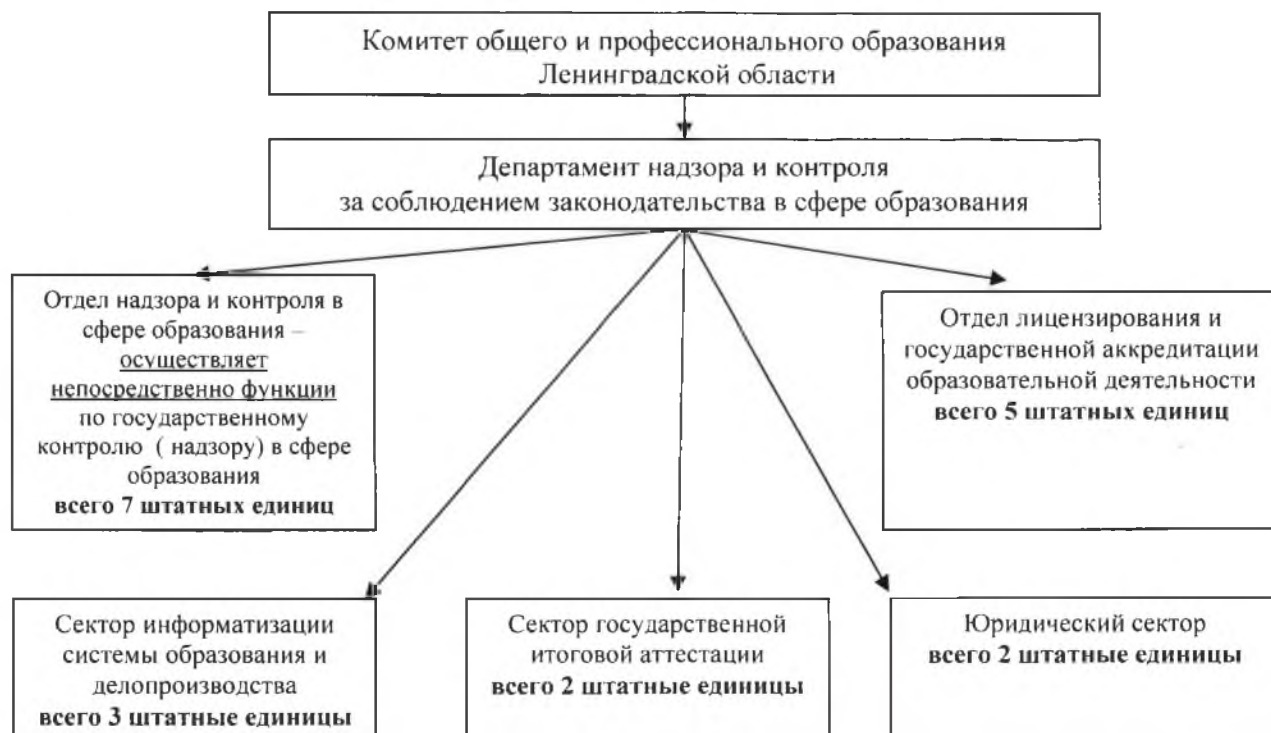 Комитет общего и профессионального образования
Ленинградской области
Департамент надзора и контроля
за соблюдением законодательства в сфере образования
Отдел надзора и контроля в
сфере образования –
осуществляет
непосредственно функции
по государственному
контролю ( надзору) в сфере
образования
всего 7 штатных единиц
Отдел лицензирования и
государственной аккредитации
образовательной деятельности
всего 5 штатных единиц
Сектор информатизации
системы образования и
делопроизводства
всего 3 штатные единицы
Сектор государственной
итоговой аттестации
всего 2 штатные единицы
Юридический сектор
всего 2 штатные единицы